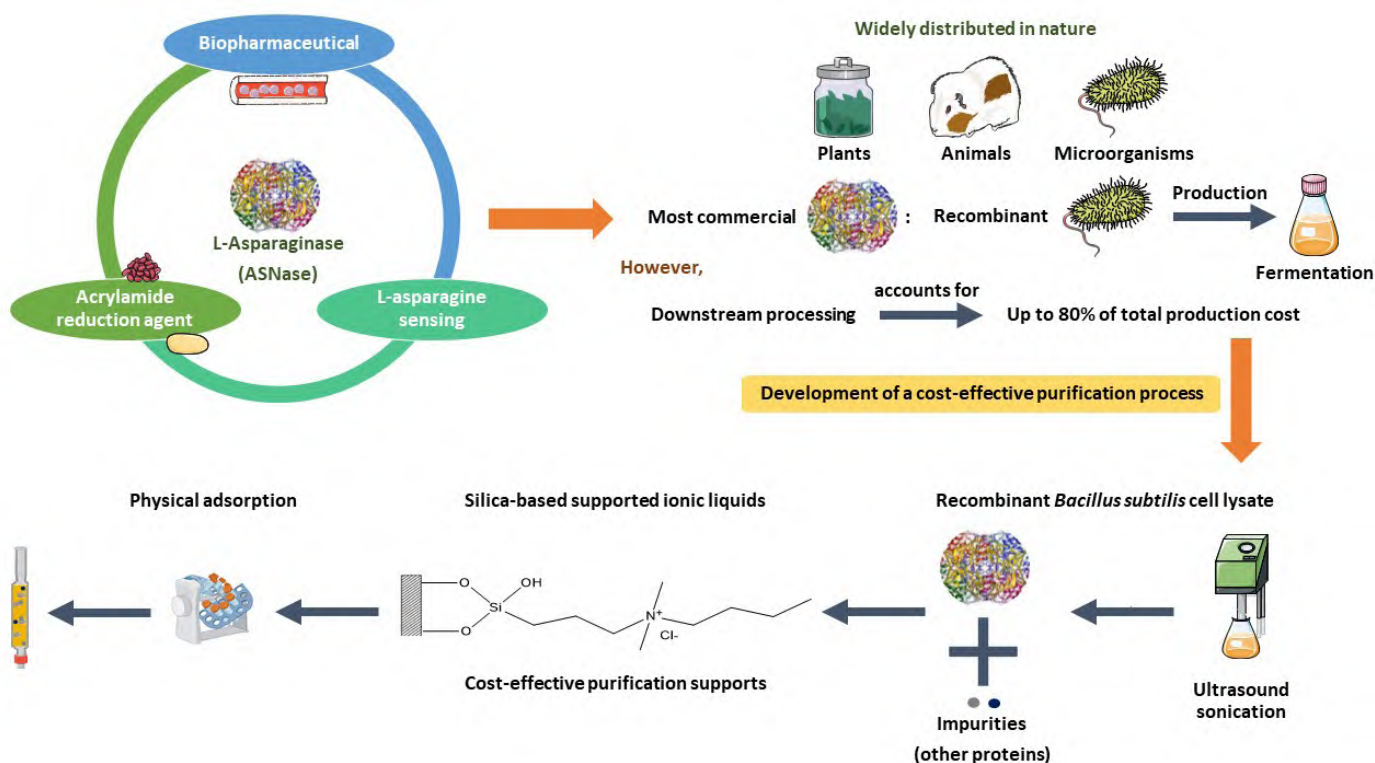 Biopharmaceutical
L-Asparaginase
(ASNase)
Acrylamide
reduction agent
L-asparagine
sensing
Widely distributed in nature
Plants
Animals
Microorganisms
Most commercial
:
Recombinant
Production
Fermentation
However,
Downstream processing
accounts for
Up to 80% of total production cost
Development of a cost-effective purification process
Physical adsorption
Silica-based supported ionic liquids
Recombinant Bacillus subtilis cell lysate
O
OH
Si
O
N+
Cl-
Cost-effective purification supports
Impurities
(other proteins)
Ultrasound
sonication